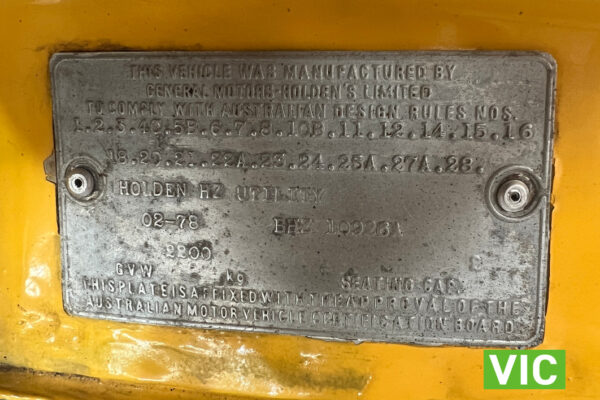 THIS VEHICLE WAS MANUFACTURED BY
GENERAL MOTORS-HOLDEN'S LIMITED
TO COMPLY WITH AUSTRALIAN DESIGN RULES NOS.
1.2.3.4C.5B.6.7.8.10B.11.12.14.15.16
18.20.21.22A.23.24.25A.27A.28.
HOLDEN HZ UTILITY
02-78
2200
G V W kg SEATING CAP.
THIS PLATE IS AFFIXED WITH THE APPROVAL OF THE
AUSTRALIAN MOTOR VEHICLE CERTIFICATION BOARD
VIC